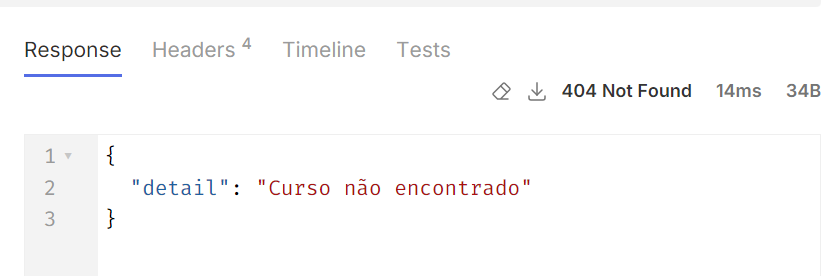 Response Headers 4 Timeline Tests
404 Not Found 14ms 34B
1 {
2 "detail": "Curso não encontrado"
3 }